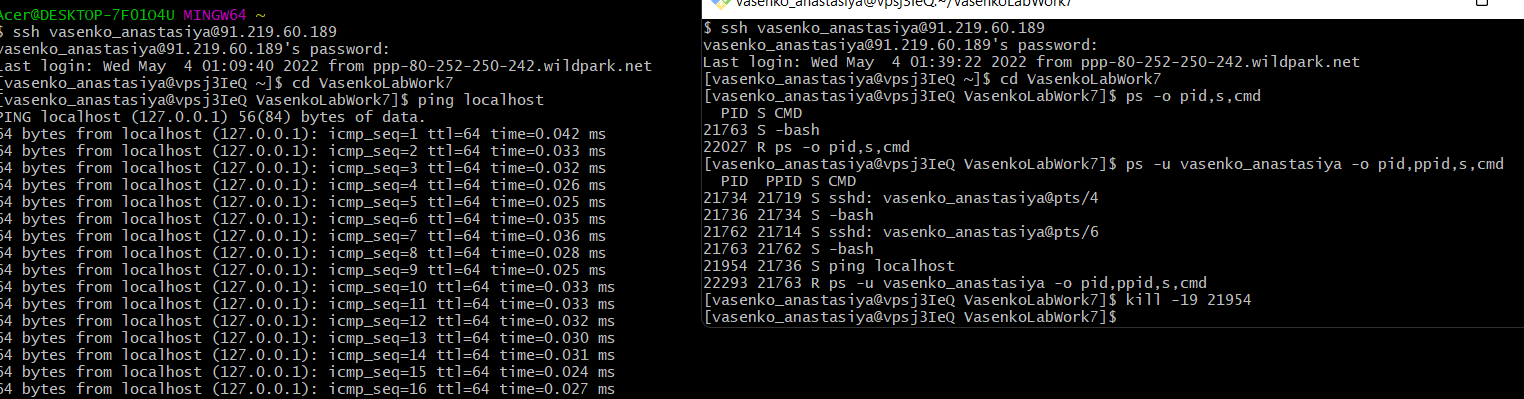 Acer@DESKTOP-7F01O4U MINGW64 ~
$ ssh vasenko_anastasiya@91.219.60.189
vasenko_anastasiya@91.219.60.189's password:
Last login: Wed May  4 01:09:40 2022 from ppp-80-252-250-242.wildpark.net
[vasenko_anastasiya@vpsj3IeQ ~]$ cd VasenkoLabWork7
[vasenko_anastasiya@vpsj3IeQ VasenkoLabWork7]$ ping localhost
PING localhost (127.0.0.1) 56(84) bytes of data.
64 bytes from localhost (127.0.0.1): icmp_seq=1 ttl=64 time=0.042 ms
64 bytes from localhost (127.0.0.1): icmp_seq=2 ttl=64 time=0.033 ms
64 bytes from localhost (127.0.0.1): icmp_seq=3 ttl=64 time=0.032 ms
64 bytes from localhost (127.0.0.1): icmp_seq=4 ttl=64 time=0.026 ms
64 bytes from localhost (127.0.0.1): icmp_seq=5 ttl=64 time=0.025 ms
64 bytes from localhost (127.0.0.1): icmp_seq=6 ttl=64 time=0.035 ms
64 bytes from localhost (127.0.0.1): icmp_seq=7 ttl=64 time=0.036 ms
64 bytes from localhost (127.0.0.1): icmp_seq=8 ttl=64 time=0.028 ms
64 bytes from localhost (127.0.0.1): icmp_seq=9 ttl=64 time=0.025 ms
64 bytes from localhost (127.0.0.1): icmp_seq=10 ttl=64 time=0.033 ms
64 bytes from localhost (127.0.0.1): icmp_seq=11 ttl=64 time=0.033 ms
64 bytes from localhost (127.0.0.1): icmp_seq=12 ttl=64 time=0.032 ms
64 bytes from localhost (127.0.0.1): icmp_seq=13 ttl=64 time=0.030 ms
64 bytes from localhost (127.0.0.1): icmp_seq=14 ttl=64 time=0.031 ms
64 bytes from localhost (127.0.0.1): icmp_seq=15 ttl=64 time=0.024 ms
64 bytes from localhost (127.0.0.1): icmp_seq=16 ttl=64 time=0.027 ms
vasenko_anastasiya@vpsj3IeQ:~/VasenkoLabWork7
$ ssh vasenko_anastasiya@91.219.60.189
vasenko_anastasiya@91.219.60.189's password:
Last login: Wed May  4 01:39:22 2022 from ppp-80-252-250-242.wildpark.net
[vasenko_anastasiya@vpsj3IeQ ~]$ cd VasenkoLabWork7
[vasenko_anastasiya@vpsj3IeQ VasenkoLabWork7]$ ps -o pid,s,cmd
  PID S CMD
21763 S -bash
22027 R ps -o pid,s,cmd
[vasenko_anastasiya@vpsj3IeQ VasenkoLabWork7]$ ps -u vasenko_anastasiya -o pid,ppid,s,cmd
  PID  PPID S CMD
21734 21719 S sshd: vasenko_anastasiya@pts/4
21736 21734 S -bash
21762 21714 S sshd: vasenko_anastasiya@pts/6
21763 21762 S -bash
21954 21736 S ping localhost
22293 21763 R ps -u vasenko_anastasiya -o pid,ppid,s,cmd
[vasenko_anastasiya@vpsj3IeQ VasenkoLabWork7]$ kill -19 21954
[vasenko_anastasiya@vpsj3IeQ VasenkoLabWork7]$